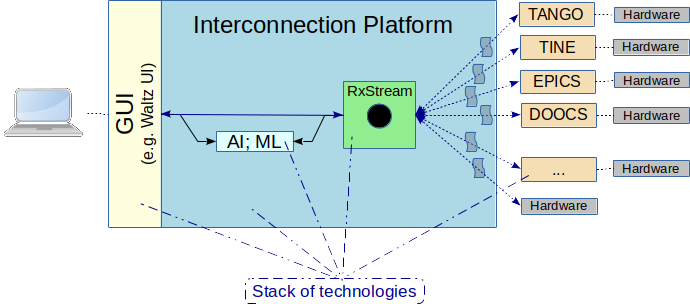 Interconnection Platform
GUI
(e.g. Waltz UI)
RxStream
AI; ML
TANGO
Hardware
TINE
Hardware
EPICS
Hardware
DOOCS
Hardware
...
Hardware
Hardware
Stack of technologies